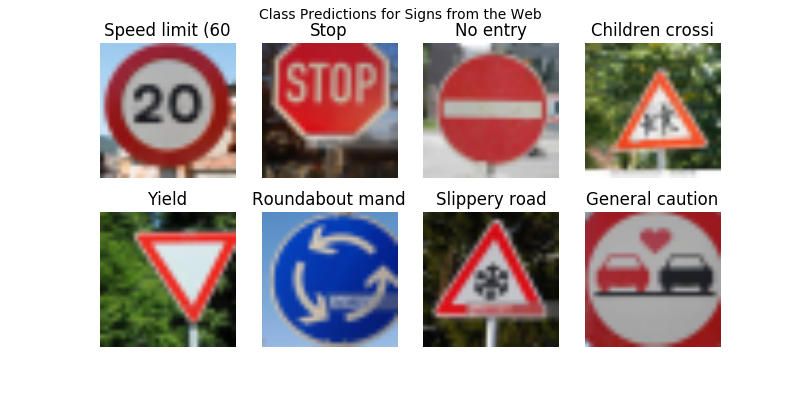 Class Predictions for Signs from the Web
Speed limit (60
Stop
No entry
Children crossi
20
STOP
Yield
Roundabout mand
Slippery road
General caution